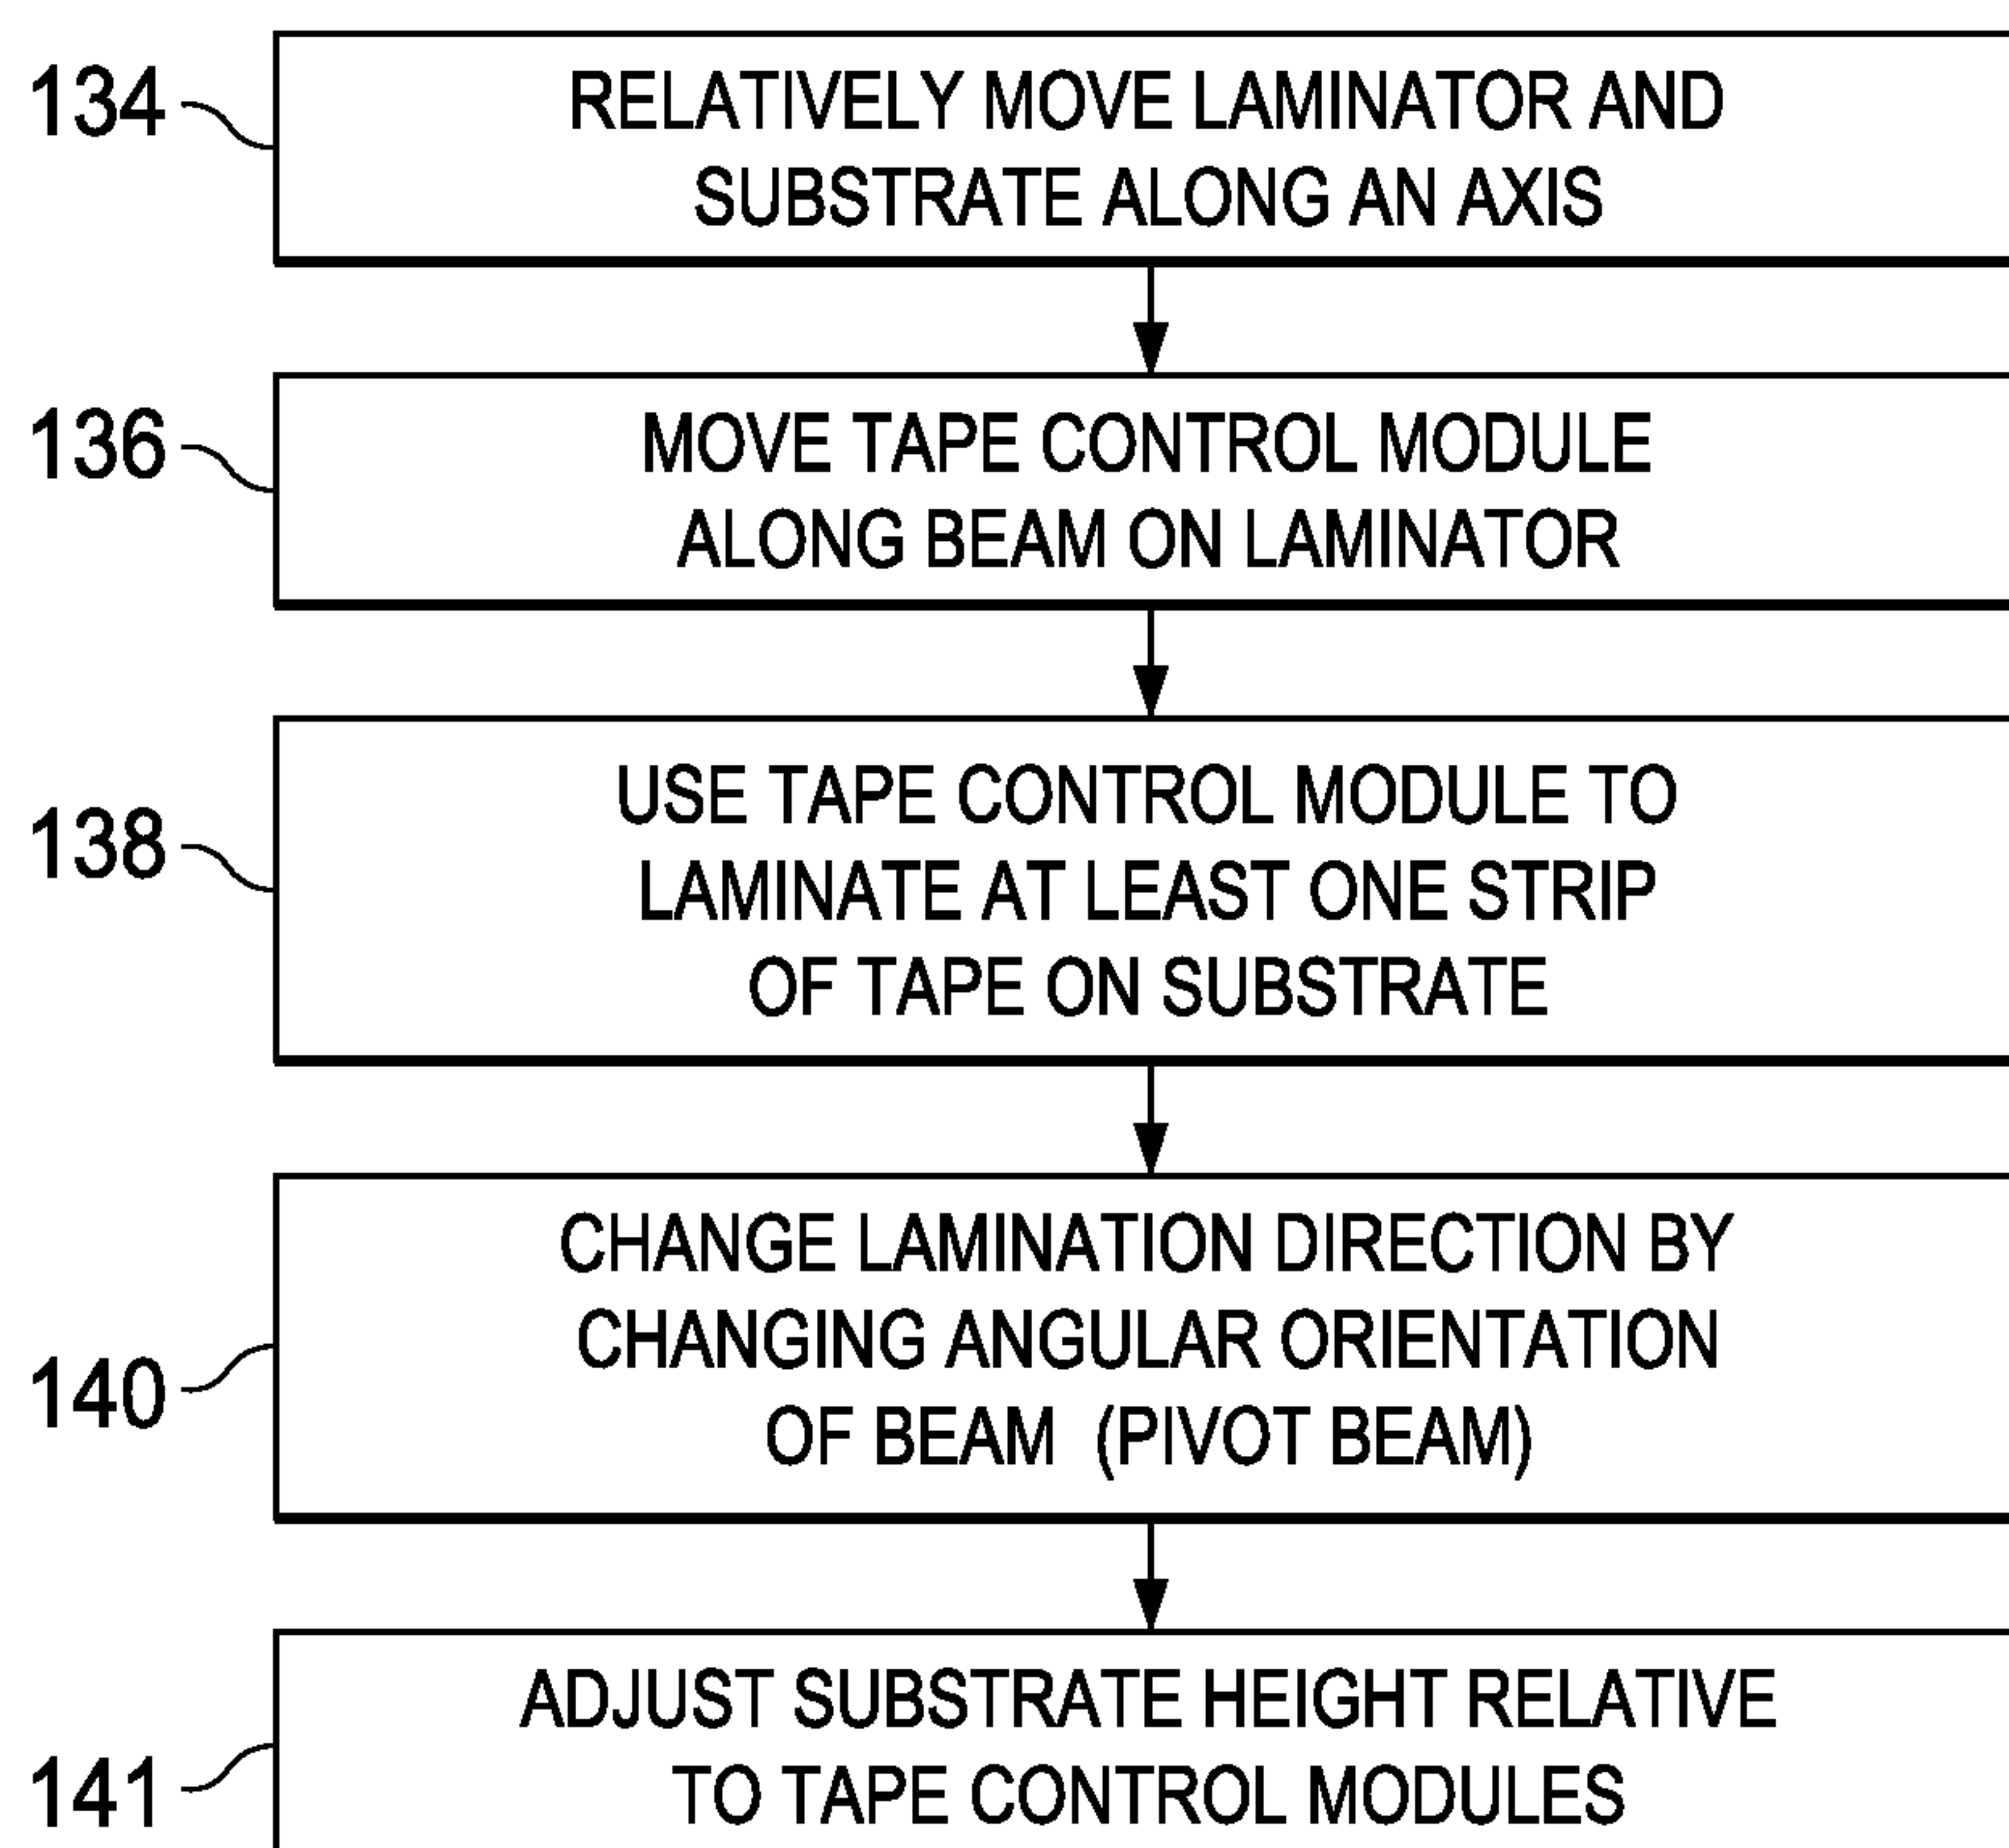 134
RELATIVELY MOVE LAMINATOR AND
SUBSTRATE ALONG AN AXIS
136
MOVE TAPE CONTROL MODULE
ALONG BEAM ON LAMINATOR
138
USE TAPE CONTROL MODULE TO
LAMINATE AT LEAST ONE STRIP
OF TAPE ON SUBSTRATE
140
CHANGE LAMINATION DIRECTION BY
CHANGING ANGULAR ORIENTATION
OF BEAM (PIVOT BEAM)
141
ADJUST SUBSTRATE HEIGHT RELATIVE
TO TAPE CONTROL MODULES